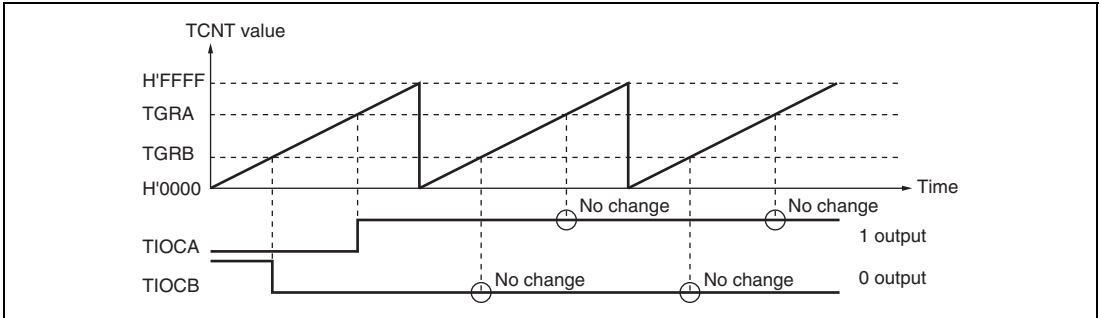 TCNT value
H'FFFF
TGRA
TGRB
H'0000
Time
No change
No change
TIOCA
1 output
No change
No change
TIOCB
0 output